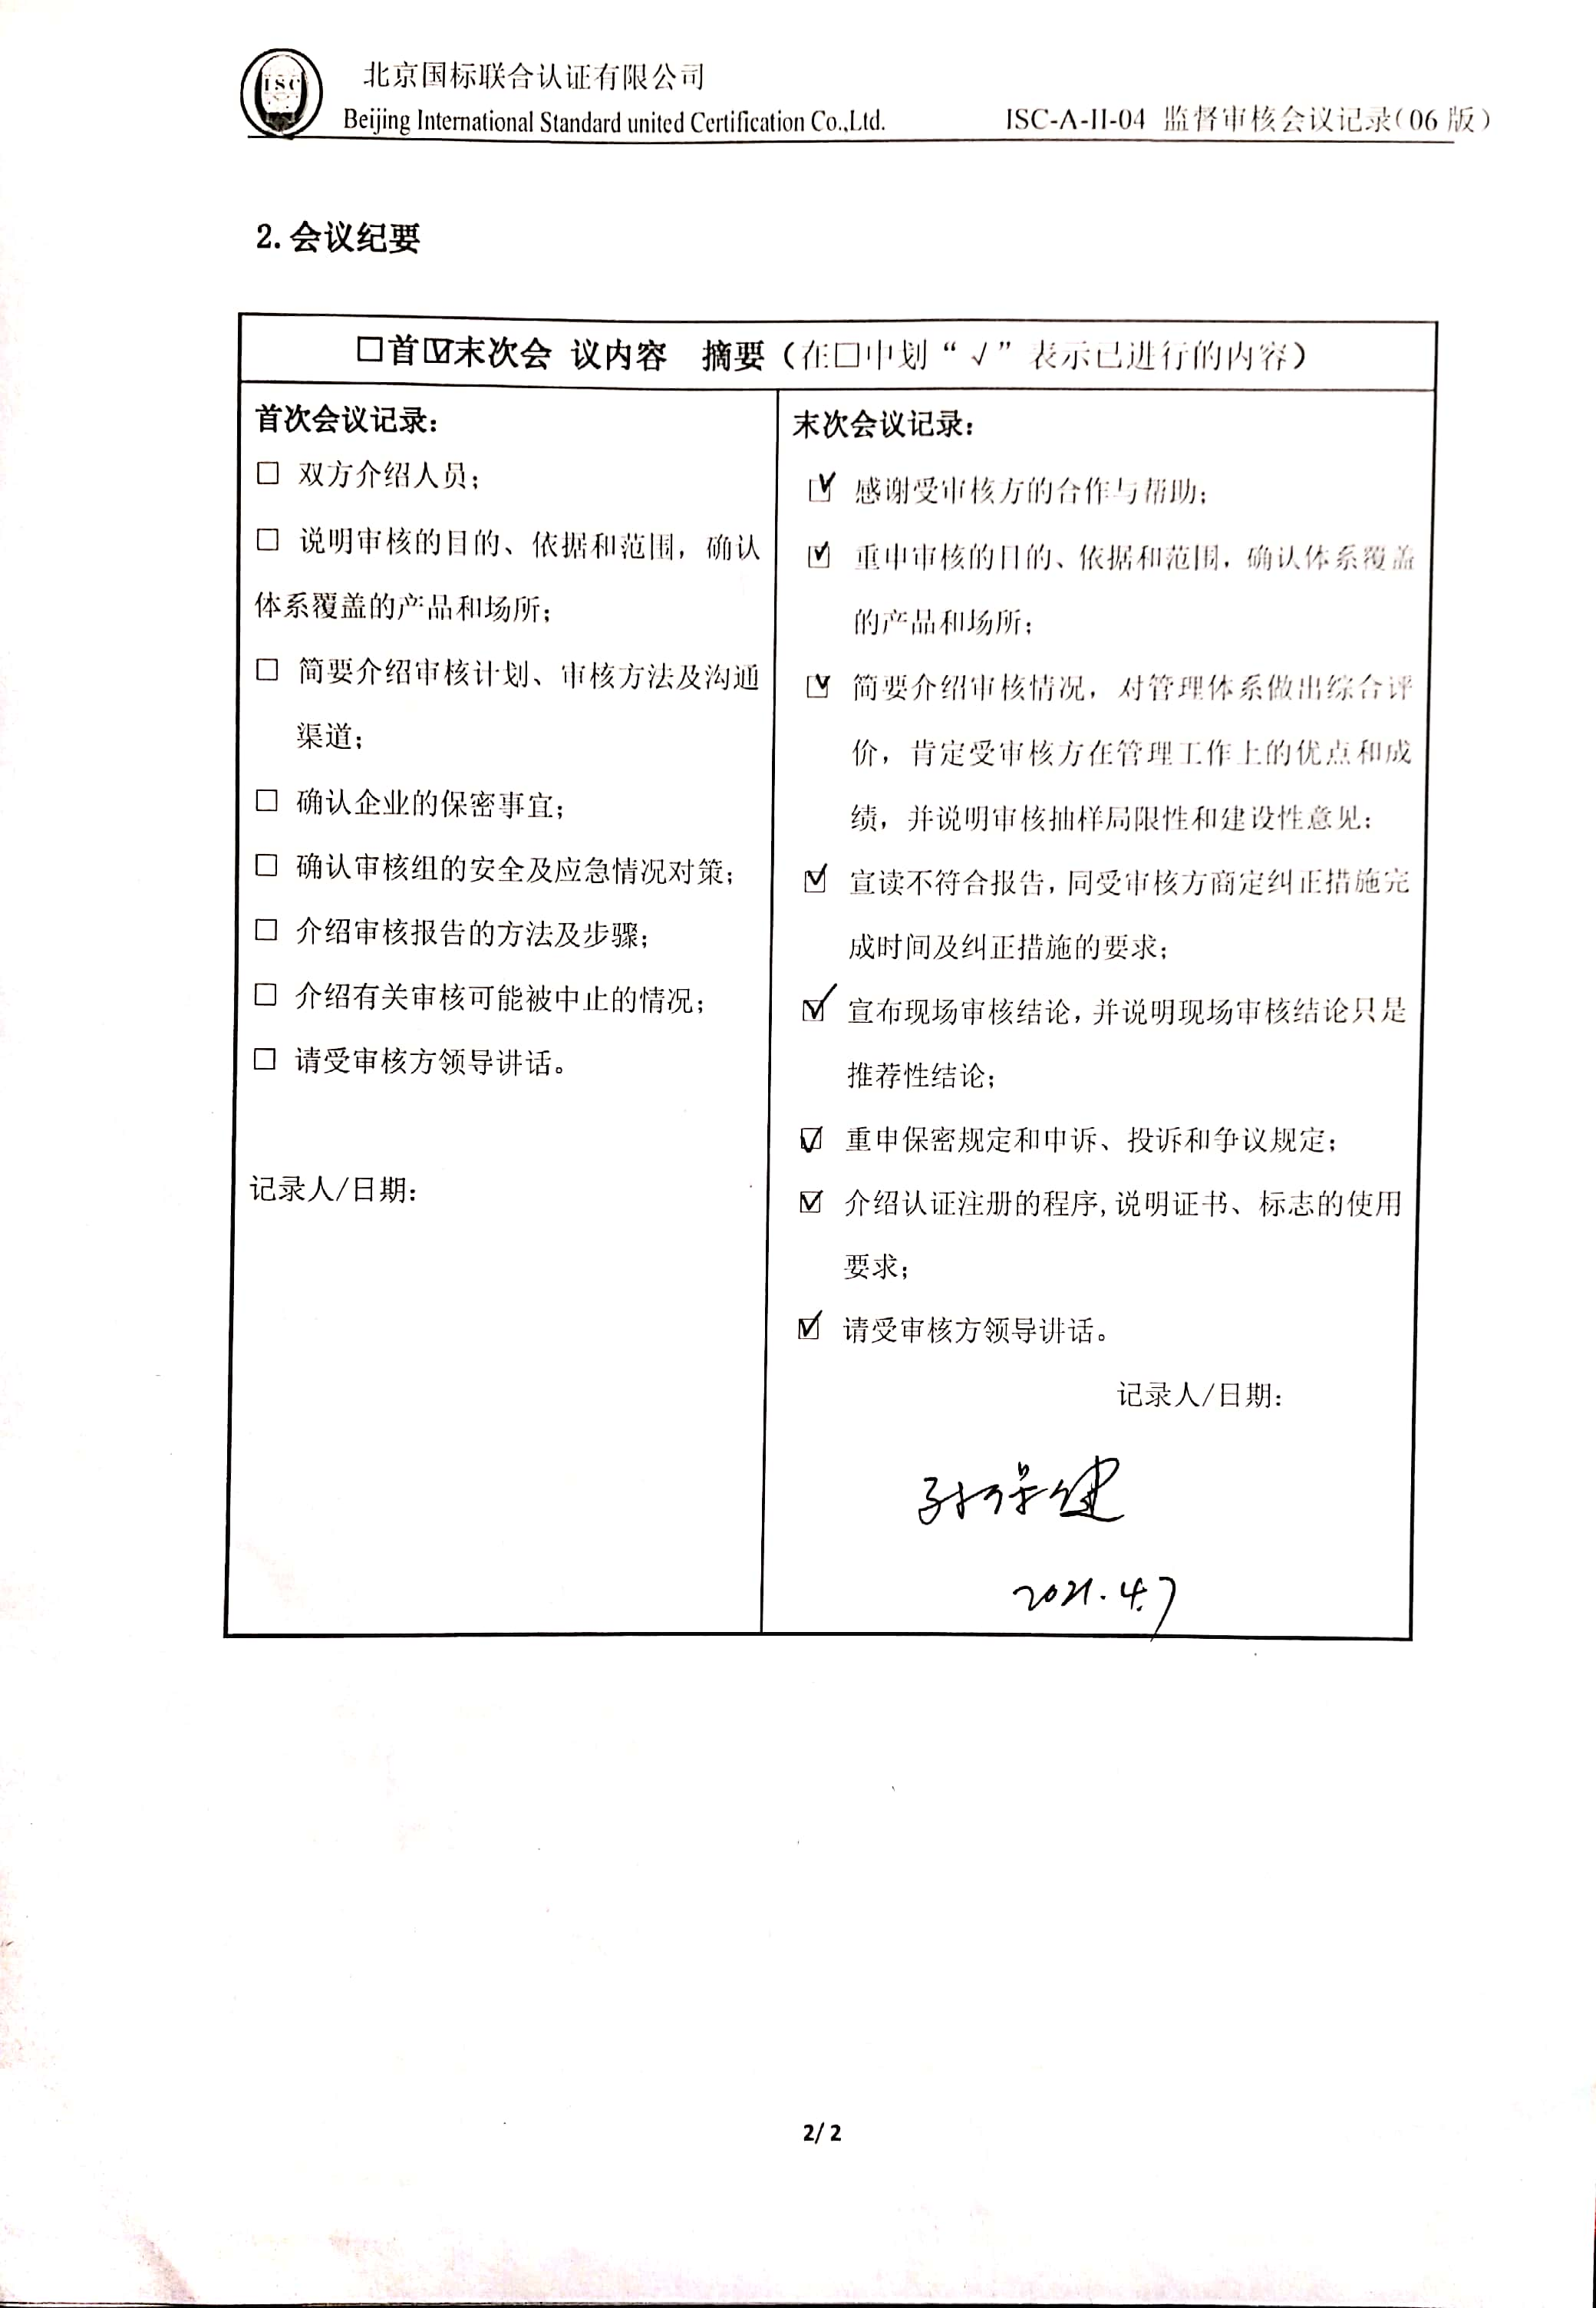 ISC
北京国标联合认证有限公司
Beijing International Standard united Certification Co.,Ltd.
ISC-A-II-04 监督审核会议记录(06 版)
2.会议纪要
□首☑末次会 议内容 摘要(在□中划“√”表示已进行的内容)
首次会议记录:
□ 双方介绍人员;
□ 说明审核的目的、依据和范围,确认
体系覆盖的产品和场所;
□ 简要介绍审核计划、审核方法及沟通
渠道;
□ 确认企业的保密事宜;
□ 确认审核组的安全及应急情况对策;
□ 介绍审核报告的方法及步骤;
□ 介绍有关审核可能被中止的情况;
□ 请受审核方领导讲话。
记录人/日期:
末次会议记录:
☑ 感谢受审核方的合作与帮助;
☑ 重申审核的目的、依据和范围,确认体系覆盖
的产品和场所;
☑ 简要介绍审核情况,对管理体系做出综合评
价,肯定受审核方在管理工作上的优点和成
绩,并说明审核抽样局限性和建设性意见;
☑ 宣读不符合报告,同受审核方商定纠正措施完
成时间及纠正措施的要求;
☑ 宣布现场审核结论,并说明现场审核结论只是
推荐性结论;
☑ 重申保密规定和申诉、投诉和争议规定;
☑ 介绍认证注册的程序,说明证书、标志的使用
要求;
☑ 请受审核方领导讲话。
记录人/日期:
孙保健
2021.4.7
2/ 2